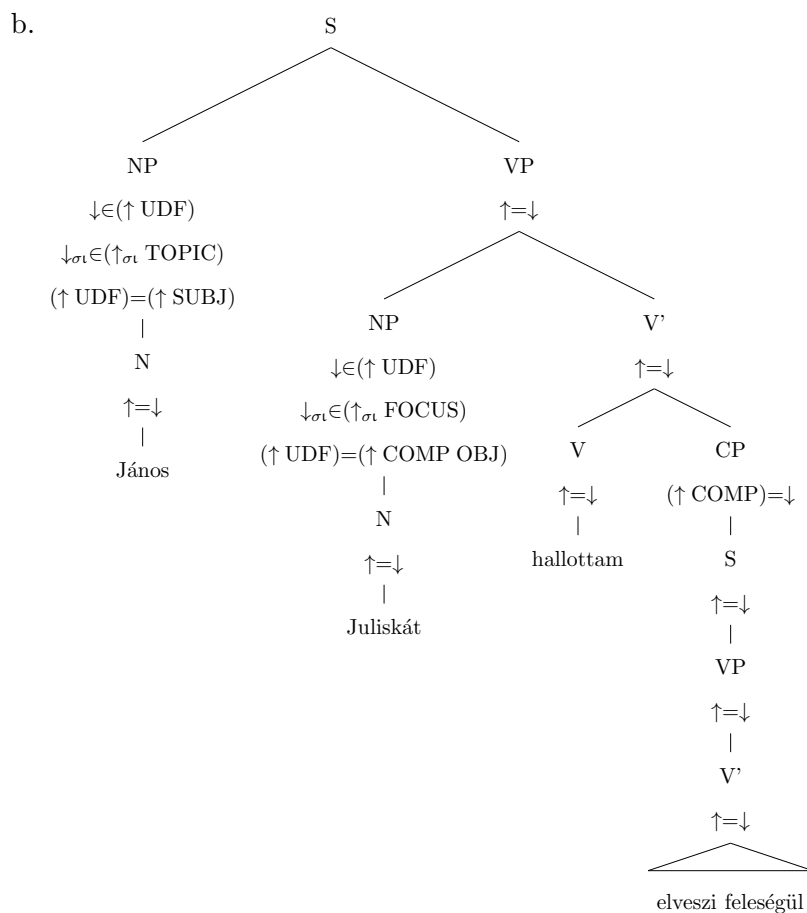 b.
S
NP VP
↓∈(↑ UDF) ↑=↓
↓σι∈(↑σι TOPIC)
(↑ UDF)=(↑ SUBJ)
NP V'
N ↓∈(↑ UDF) ↑=↓
↑=↓ ↓σι∈(↑σι FOCUS)
János (↑ UDF)=(↑ COMP OBJ) V CP
↑=↓ (↑ COMP)=↓
N
hallottam S
↑=↓ ↑=↓
Juliskát
VP
↑=↓
V'
↑=↓
elveszi feleségül